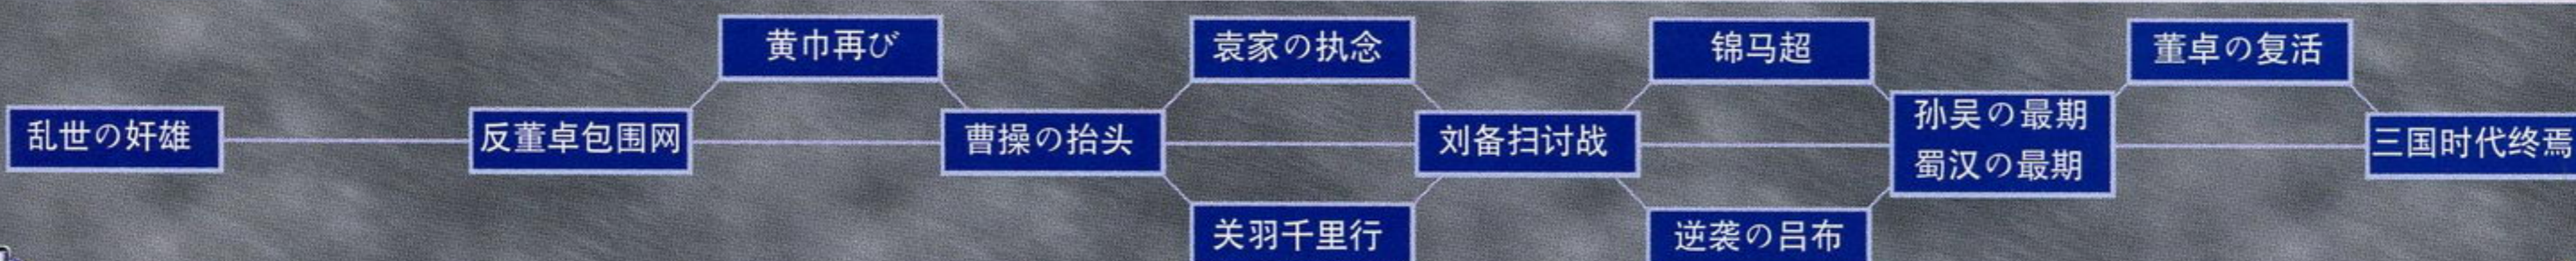 乱世の奸雄
反董卓包围网
黄巾再び
曹操の抬头
袁家の执念
关羽千里行
刘备扫讨战
锦马超
逆袭の吕布
孙吴の最期
蜀汉の最期
董卓の复活
三国时代终焉